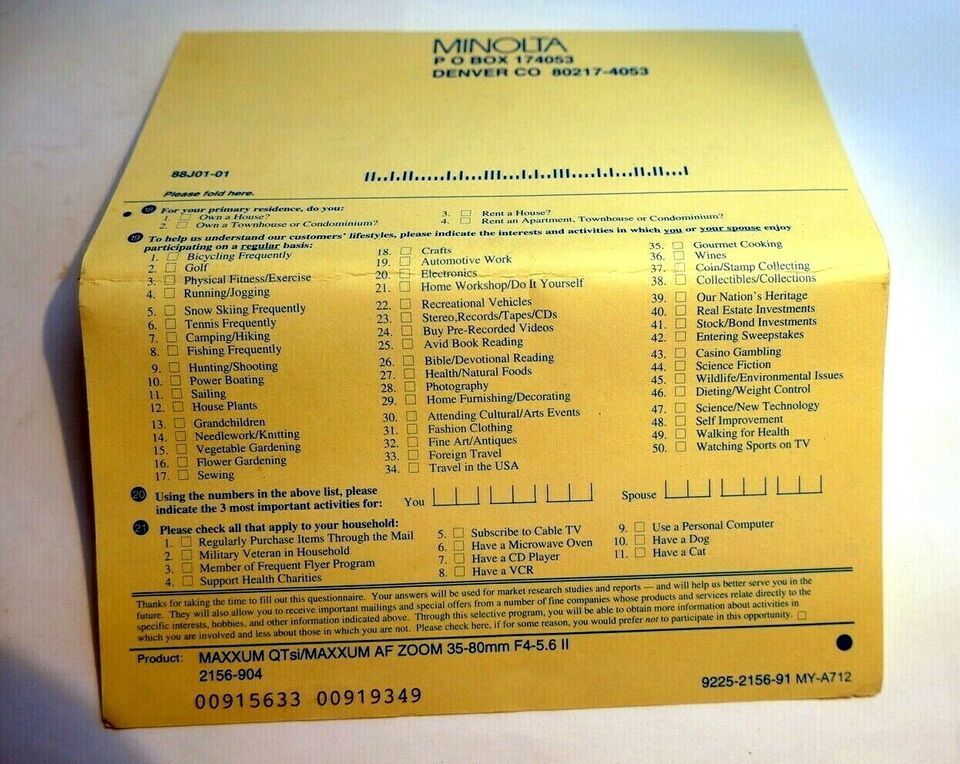 MINOLTA
P O BOX 174053
DENVER CO 80217-4053
88J01-01
Please fold here.
18 For your primary residence, do you:
1. Own a House?
2. Own a Townhouse or Condominium?
3. Rent a House?
4. Rent an Apartment, Townhouse or Condominium?
19 To help us understand our customers' lifestyles, please indicate the interests and activities in which you or your spouse enjoy
participating on a regular basis:
1. Bicycling Frequently
2. Golf
3. Physical Fitness/Exercise
4. Running/Jogging
5. Snow Skiing Frequently
6. Tennis Frequently
7. Camping/Hiking
8. Fishing Frequently
9. Hunting/Shooting
10. Power Boating
11. Sailing
12. House Plants
13. Grandchildren
14. Needlework/Knitting
15. Vegetable Gardening
16. Flower Gardening
17. Sewing
18. Crafts
19. Automotive Work
20. Electronics
21. Home Workshop/Do It Yourself
22. Recreational Vehicles
23. Stereo,Records/Tapes/CDs
24. Buy Pre-Recorded Videos
25. Avid Book Reading
26. Bible/Devotional Reading
27. Health/Natural Foods
28. Photography
29. Home Furnishing/Decorating
30. Attending Cultural/Arts Events
31. Fashion Clothing
32. Fine Art/Antiques
33. Foreign Travel
34. Travel in the USA
35. Gourmet Cooking
36. Wines
37. Coin/Stamp Collecting
38. Collectibles/Collections
39. Our Nation's Heritage
40. Real Estate Investments
41. Stock/Bond Investments
42. Entering Sweepstakes
43. Casino Gambling
44. Science Fiction
45. Wildlife/Environmental Issues
46. Dieting/Weight Control
47. Science/New Technology
48. Self Improvement
49. Walking for Health
50. Watching Sports on TV
20 Using the numbers in the above list, please
indicate the 3 most important activities for:
You
Spouse
21 Please check all that apply to your household:
1. Regularly Purchase Items Through the Mail
2. Military Veteran in Household
3. Member of Frequent Flyer Program
4. Support Health Charities
5. Subscribe to Cable TV
6. Have a Microwave Oven
7. Have a CD Player
8. Have a VCR
9. Use a Personal Computer
10. Have a Dog
11. Have a Cat
Thanks for taking the time to fill out this questionnaire. Your answers will be used for market research studies and reports — and will help us better serve you in the
future. They will also allow you to receive important mailings and special offers from a number of fine companies whose products and services relate directly to the
specific interests, hobbies, and other information indicated above. Through this selective program, you will be able to obtain more information about activities in
which you are involved and less about those in which you are not. Please check here, if for some reason, you would prefer not to participate in this opportunity.
Product: MAXXUM QTsi/MAXXUM AF ZOOM 35-80mm F4-5.6 II
2156-904
00915633 00919349
9225-2156-91 MY-A712